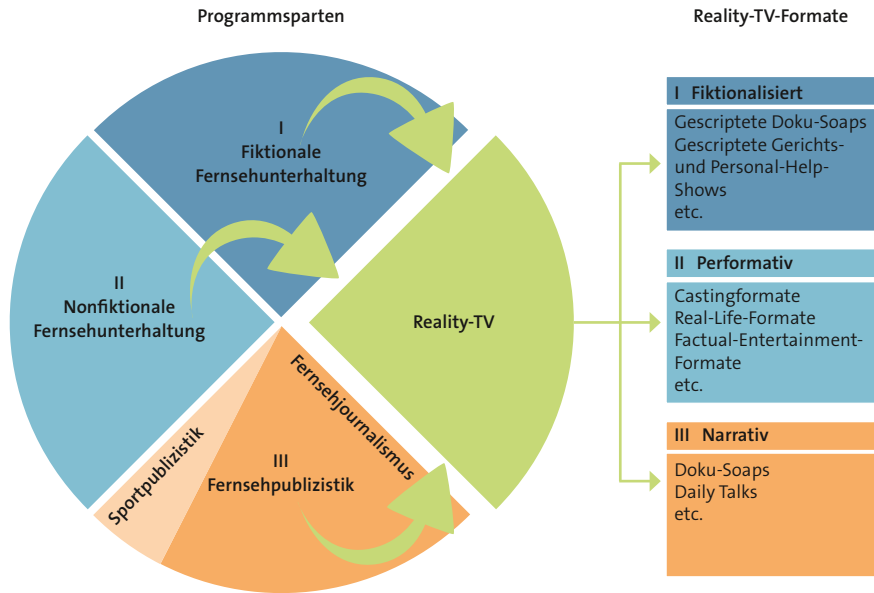 Programmsparten
Reality-TV-Formate
I
Fiktionale
Fernsehunterhaltung
II
Nonfiktionale
Fernsehunterhaltung
Reality-TV
Fernsehjournalismus
Sportpublizistik
III
Fernsehpublizistik
I Fiktionalisiert
Gescriptete Doku-Soaps
Gescriptete Gerichts-
und Personal-Help-
Shows
etc.
II Performativ
Castingformate
Real-Life-Formate
Factual-Entertainment-
Formate
etc.
III Narrativ
Doku-Soaps
Daily Talks
etc.